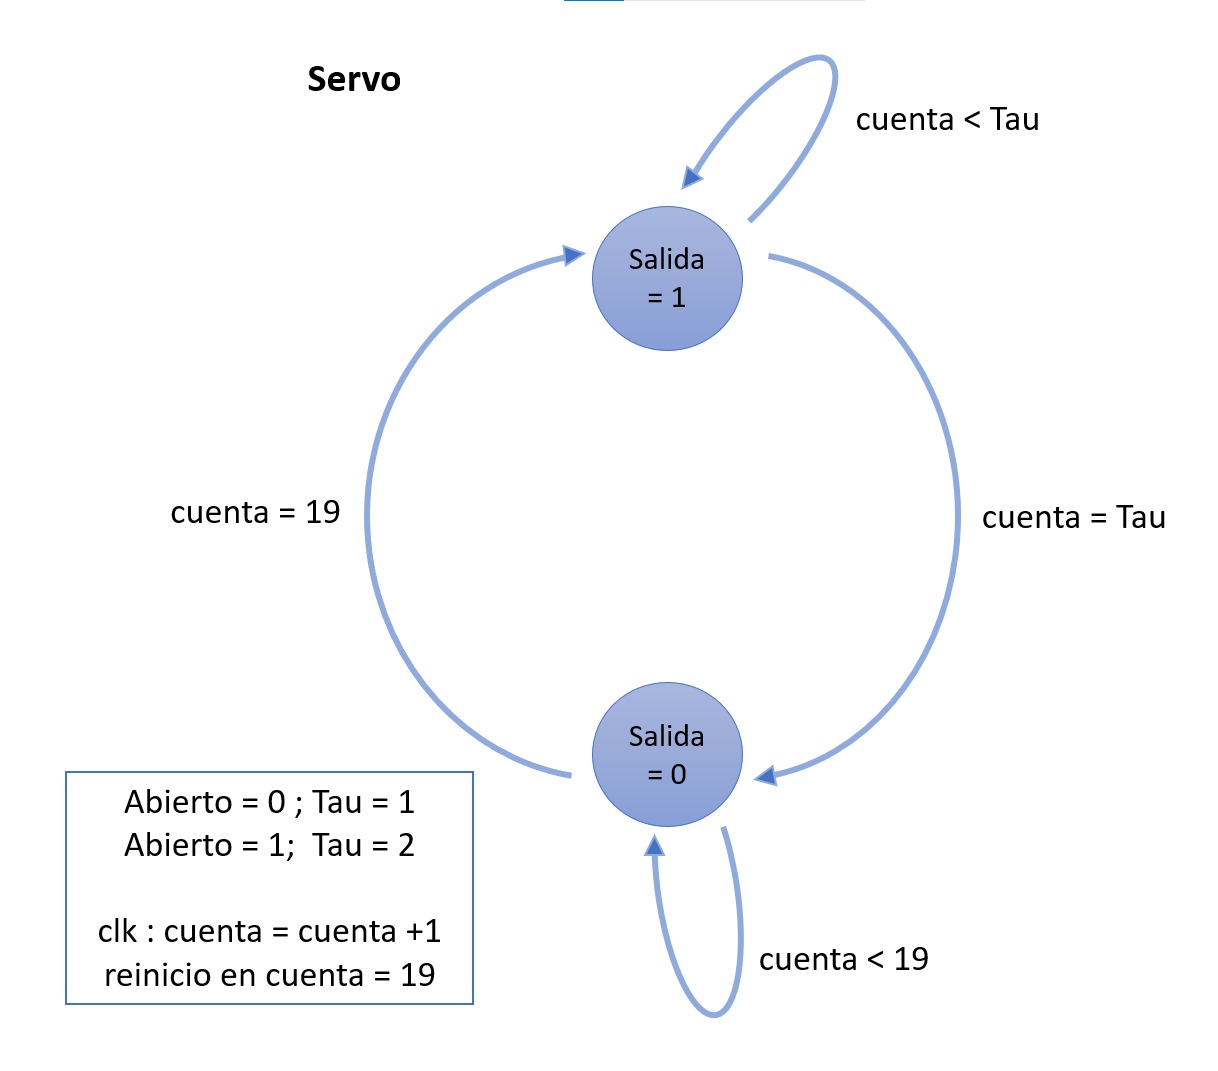 Servo
cuenta < Tau
Salida
= 1
cuenta = 19
cuenta = Tau
Salida
= 0
Abierto = 0 ; Tau = 1
Abierto = 1;  Tau = 2
clk : cuenta = cuenta +1
reinicio en cuenta = 19
cuenta < 19